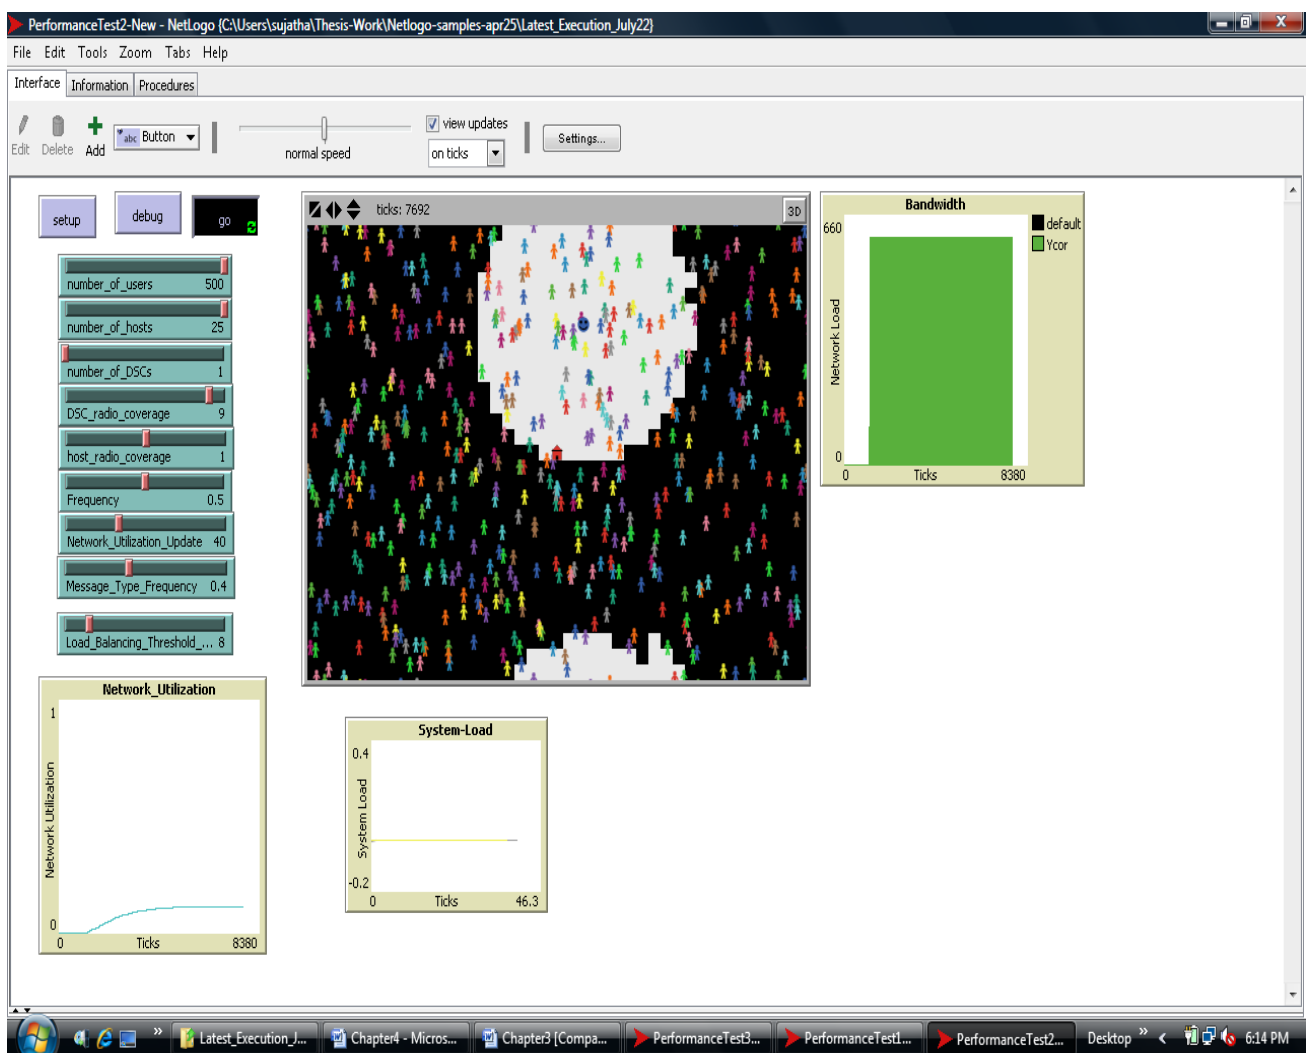 PerformanceTest2-New - NetLogo {C:\Users\sujatha\Thesis-Work\Netlogo-samples-apr25\Latest_Execution_July22}
File Edit Tools Zoom Tabs Help
Interface Information Procedures
Edit Delete Add abc Button normal speed view updates on ticks Settings...
setup debug go
number_of_users 500
number_of_hosts 25
number_of_DSCs 1
DSC_radio_coverage 9
host_radio_coverage 1
Frequency 0.5
Network_Utilization_Update 40
Message_Type_Frequency 0.4
Load_Balancing_Threshold_... 8
ticks: 7692 3D
Bandwidth
660
Network Load
0
0 Ticks 8380
default
Ycor
Network_Utilization
1
Network Utilization
0
0 Ticks 8380
System-Load
0.4
System Load
-0.2
0 Ticks 46.3
Latest_Execution_J... Chapter4 - Micros... Chapter3 [Compa... PerformanceTest3... PerformanceTest1... PerformanceTest2... Desktop » 6:14 PM